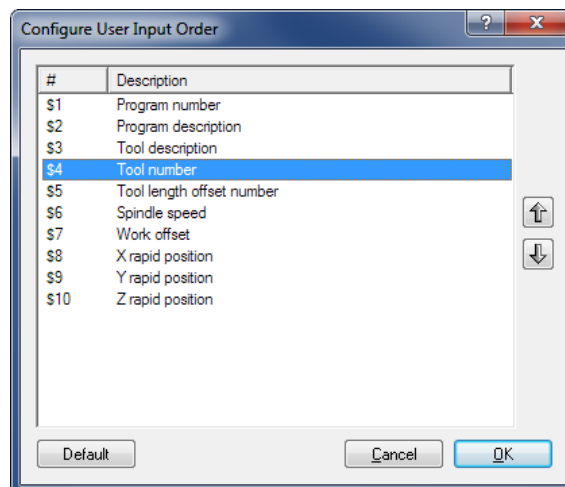 Configure User Input Order
?
# Description
$1 Program number
$2 Program description
$3 Tool description
$4 Tool number
$5 Tool length offset number
$6 Spindle speed
$7 Work offset
$8 X rapid position
$9 Y rapid position
$10 Z rapid position
Default Cancel OK